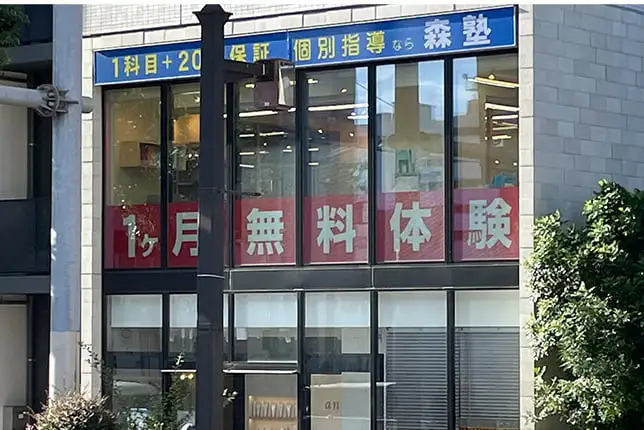 1科目+20 保証 個別指導なら 森塾
1ヶ月 無料体験
an